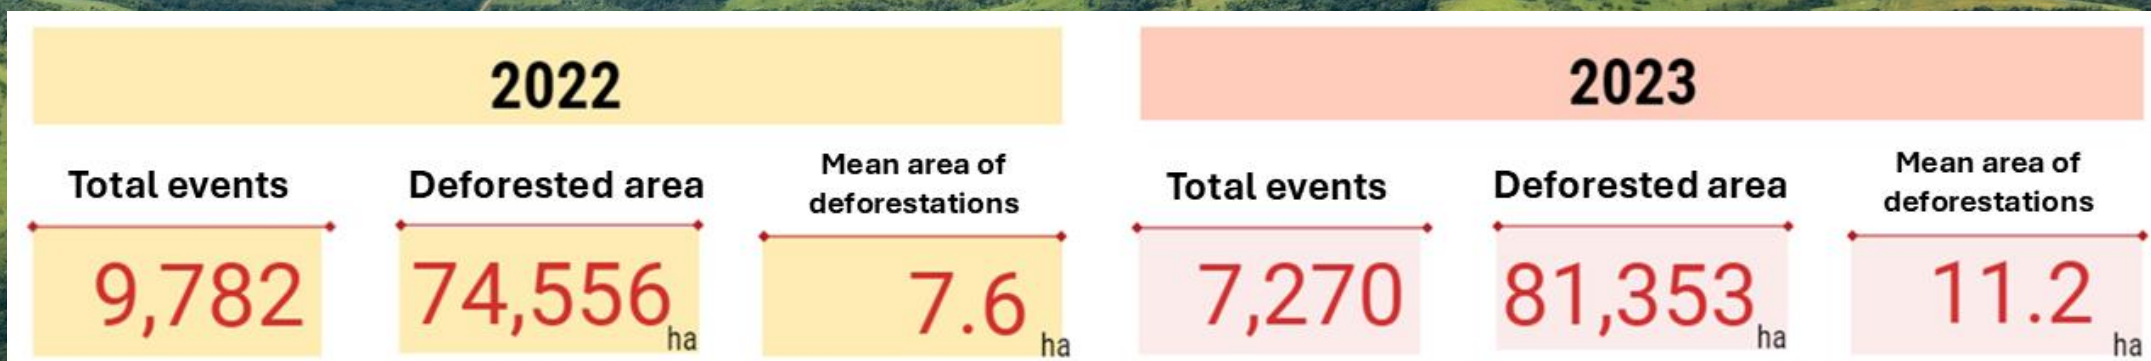 2022
Total events
Deforested area
Mean area of
deforestations
9,782
74,556 ha
7.6 ha
2023
Total events
Deforested area
Mean area of
deforestations
7,270
81,353 ha
11.2 ha